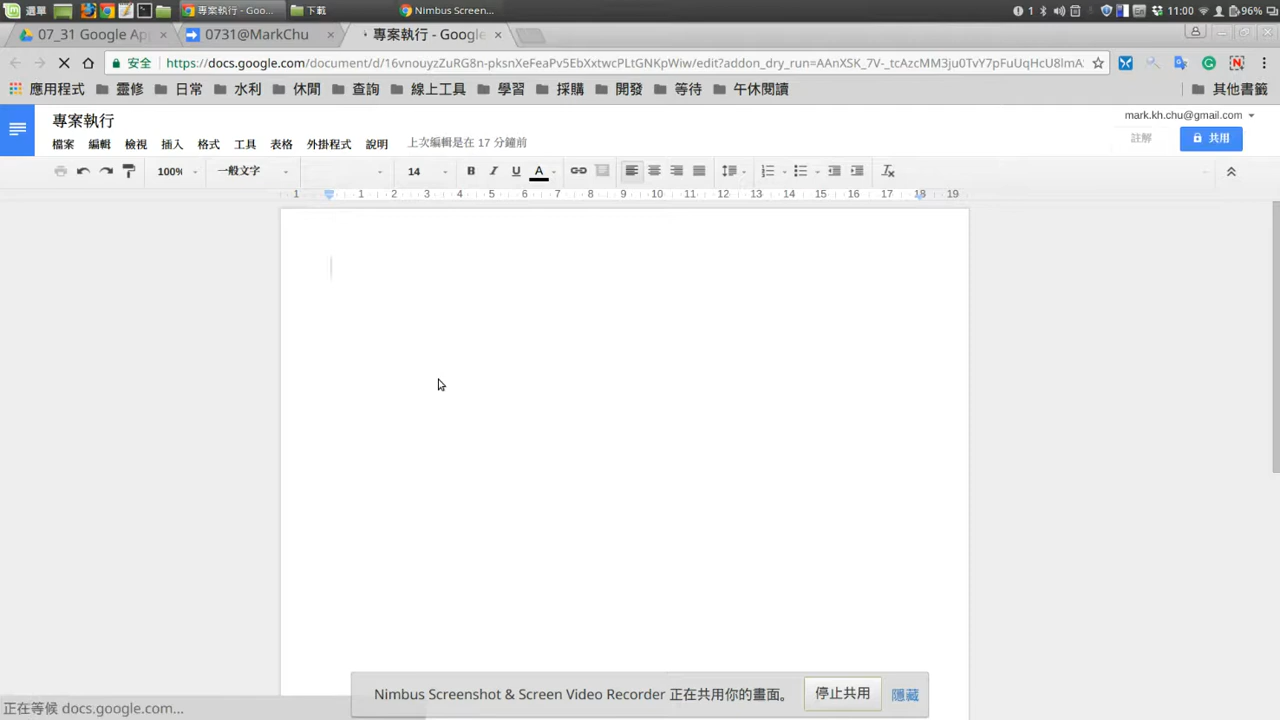 選單 專案執行 - Goo... 下載 Nimbus Screen... 1 En 11:00 96%
07_31 Google Ap 0731@MarkChu 專案執行 - Google
安全 https://docs.google.com/document/d/16vnouyzZuRG8n-pksnXeFeaPv5EbXxtwcPLtGNKpWiw/edit?addon_dry_run=AAnXSK_7V-_tcAzcMM3ju0TvY7pFuUqHcU8lmA
應用程式 靈修 日常 水利 休閒 查詢 線上工具 學習 採購 開發 等待 午休閱讀 其他書籤
專案執行 mark.kh.chu@gmail.com
檔案 編輯 檢視 插入 格式 工具 表格 外掛程式 說明 上次編輯是在 17 分鐘前 註解 共用
100% 一般文字 14 B I U A
1 1 2 3 4 5 6 7 8 9 10 11 12 13 14 15 16 17 18 19
Nimbus Screenshot & Screen Video Recorder 正在共用你的畫面。 停止共用 隱藏
正在等候 docs.google.com...